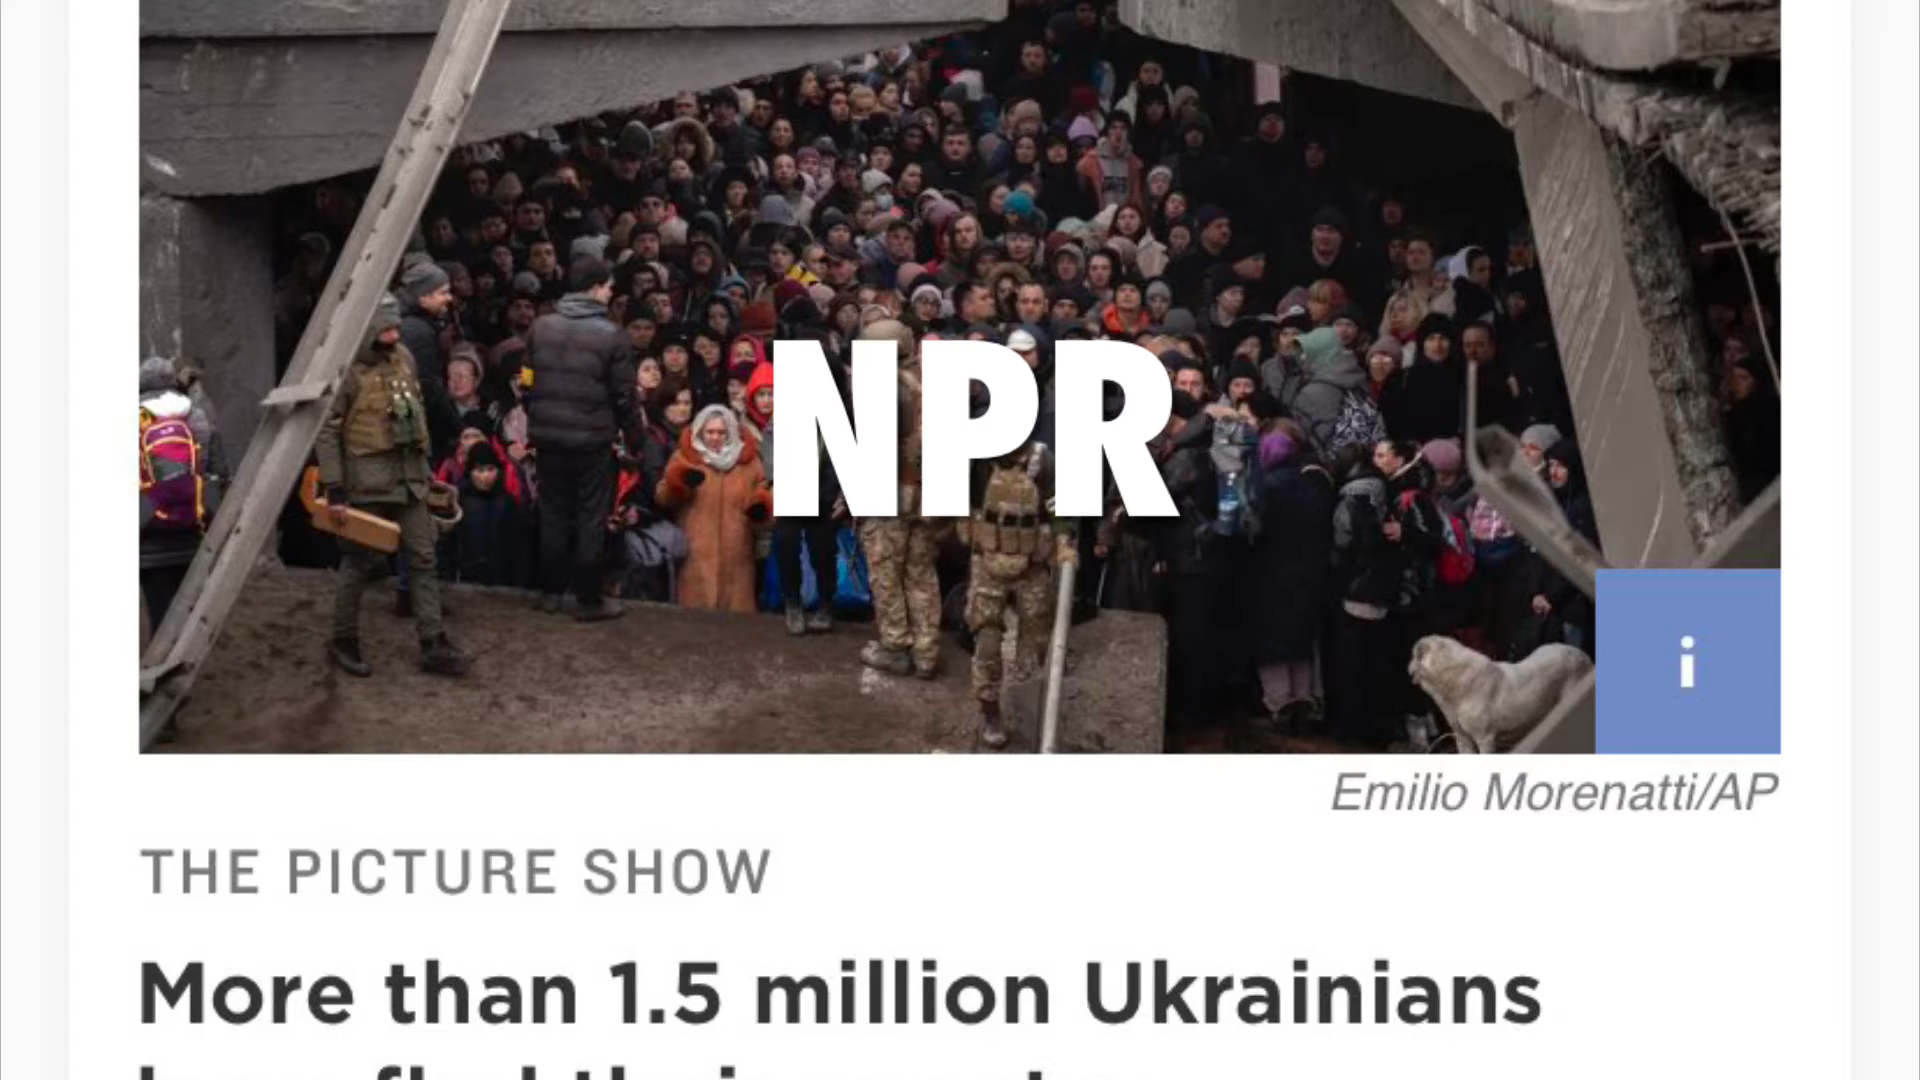 NPR
i
Emilio Morenatti/AP
THE PICTURE SHOW
More than 1.5 million Ukrainians